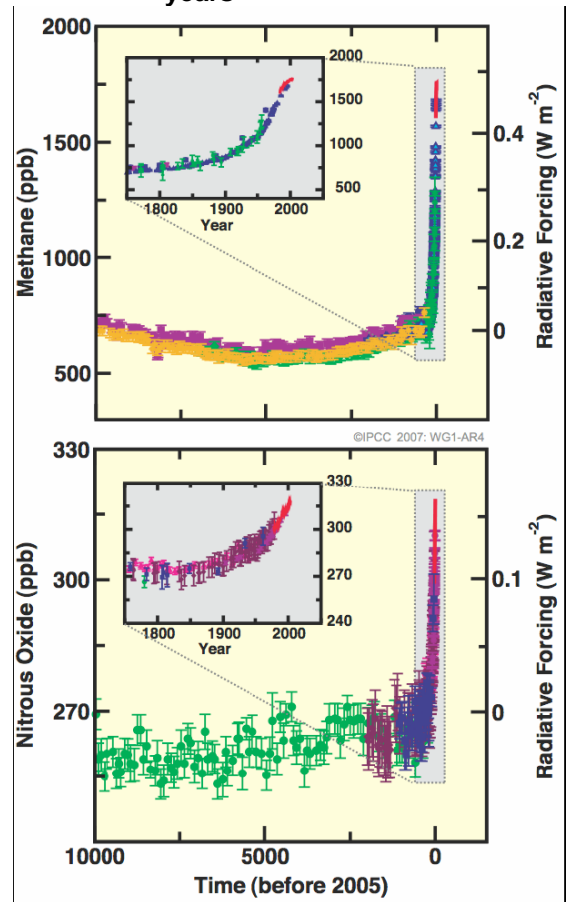 years
2000
1500
1000
500
Methane (ppb)
2000
1500
1000
500
1800 1900 2000
Year
0.4
0.2
0
Radiative Forcing (W m-2)
©IPCC 2007: WG1-AR4
330
300
270
Nitrous Oxide (ppb)
330
300
270
240
1800 1900 2000
Year
0.1
0
Radiative Forcing (W m-2)
10000 5000 0
Time (before 2005)